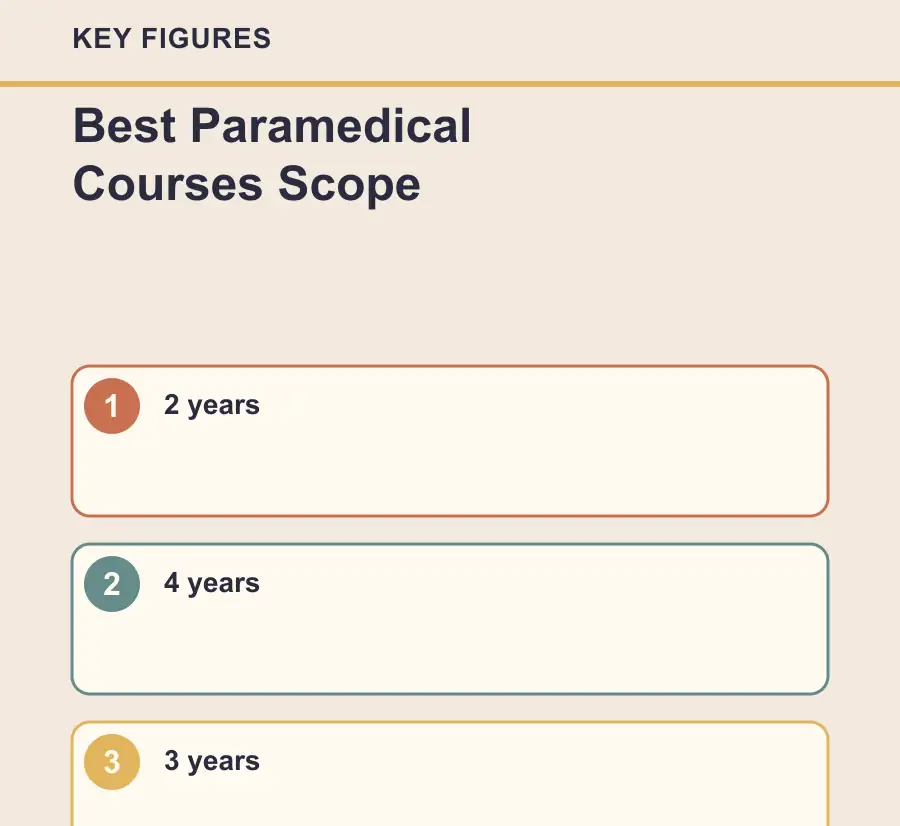 KEY FIGURES
Best Paramedical
Courses Scope
1 2 years
2 4 years
3 3 years